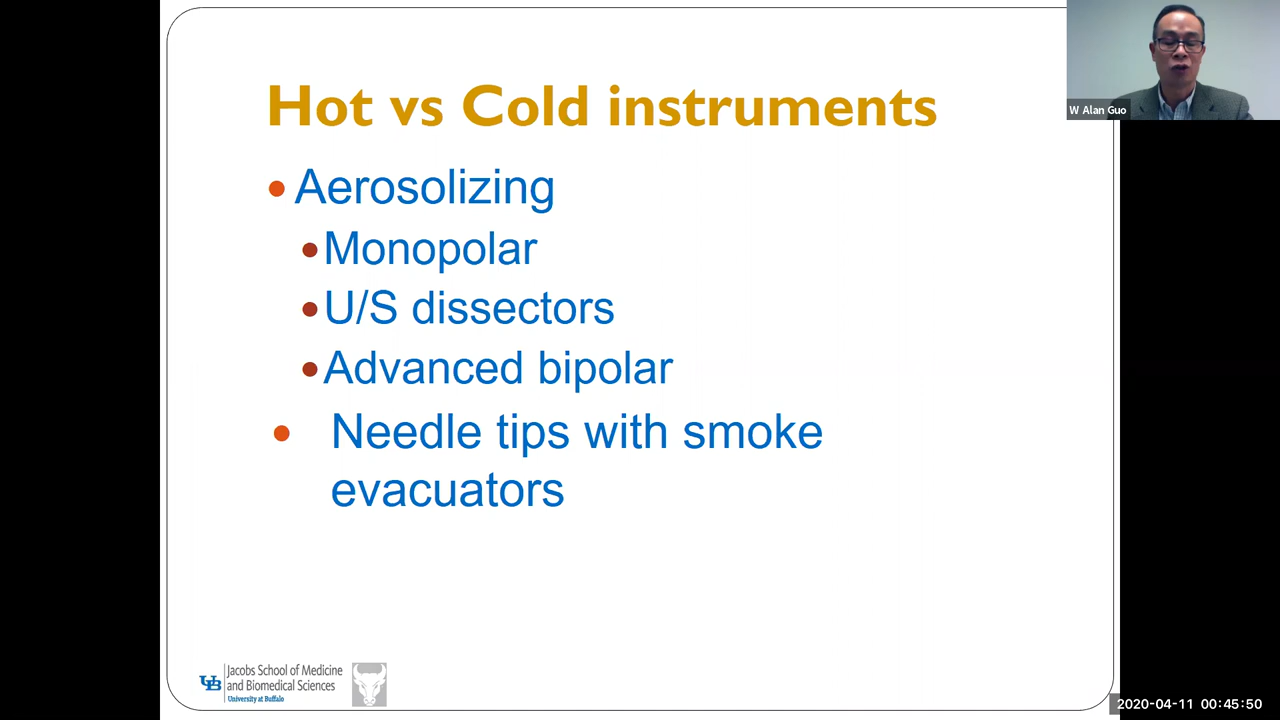 Hot vs Cold instruments
W Alan Guo
Aerosolizing
Monopolar
U/S dissectors
Advanced bipolar
Needle tips with smoke
evacuators
UB
Jacobs School of Medicine
and Biomedical Sciences
University at Buffalo
2020-04-11 00:45:50